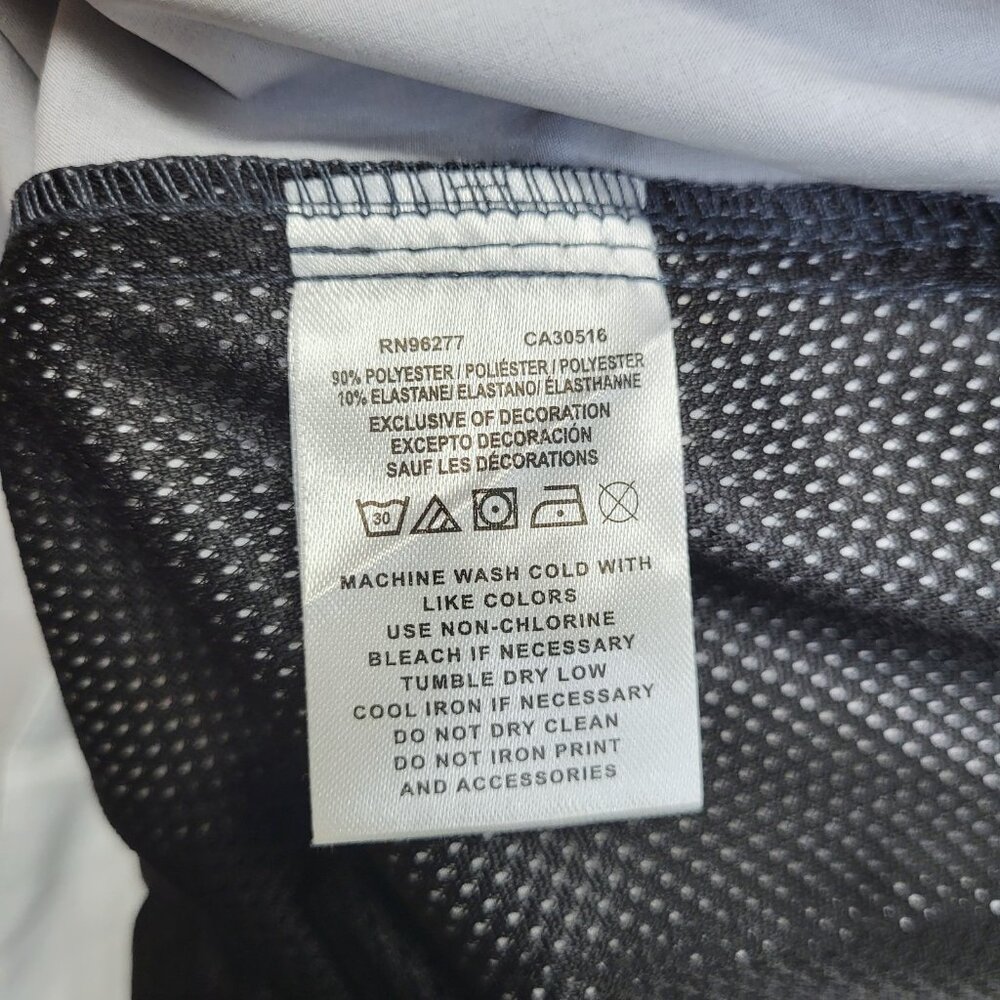 RN96277 CA30516
90% POLYESTER / POLIÉSTER / POLYESTER
10% ELASTANE/ ELASTANO/ ÉLASTHANNE
EXCLUSIVE OF DECORATION
EXCEPTO DECORACIÓN
SAUF LES DÉCORATIONS
30
MACHINE WASH COLD WITH
LIKE COLORS
USE NON-CHLORINE
BLEACH IF NECESSARY
TUMBLE DRY LOW
COOL IRON IF NECESSARY
DO NOT DRY CLEAN
DO NOT IRON PRINT
AND ACCESSORIES